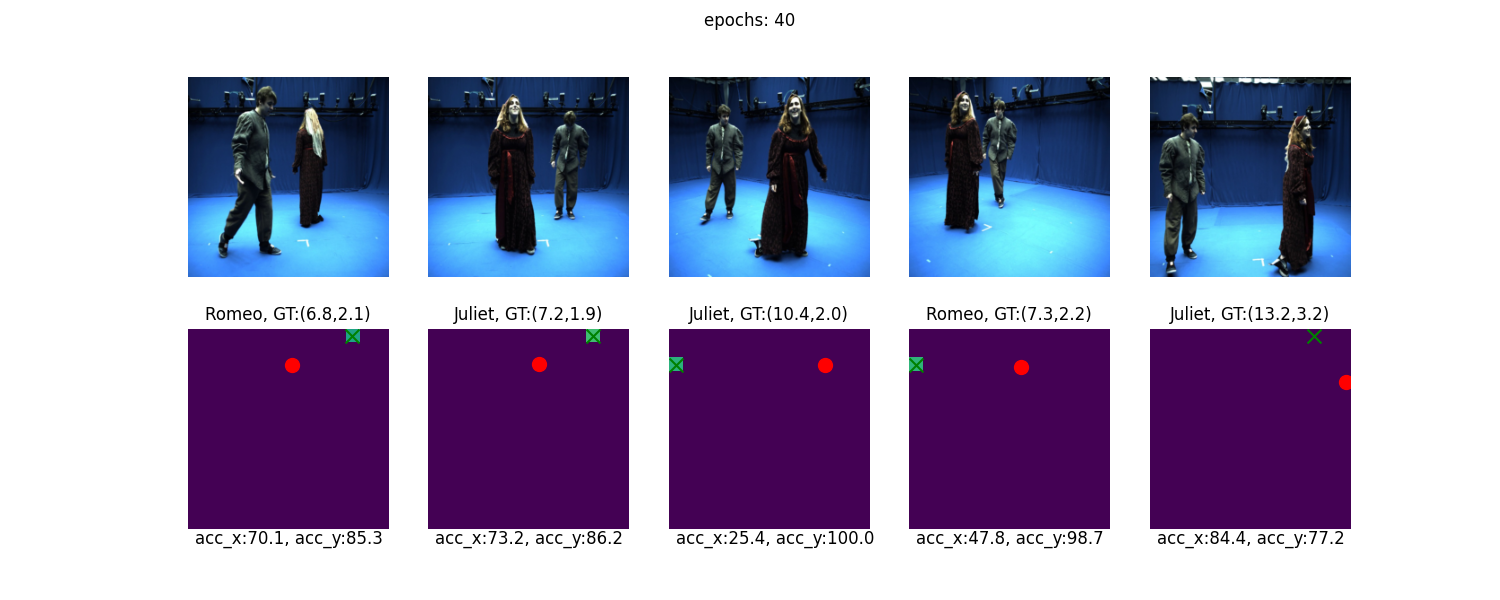 epochs: 40
Romeo, GT:(6.8,2.1)
Juliet, GT:(7.2,1.9)
Juliet, GT:(10.4,2.0)
Romeo, GT:(7.3,2.2)
Juliet, GT:(13.2,3.2)
acc_x:70.1, acc_y:85.3
acc_x:73.2, acc_y:86.2
acc_x:25.4, acc_y:100.0
acc_x:47.8, acc_y:98.7
acc_x:84.4, acc_y:77.2